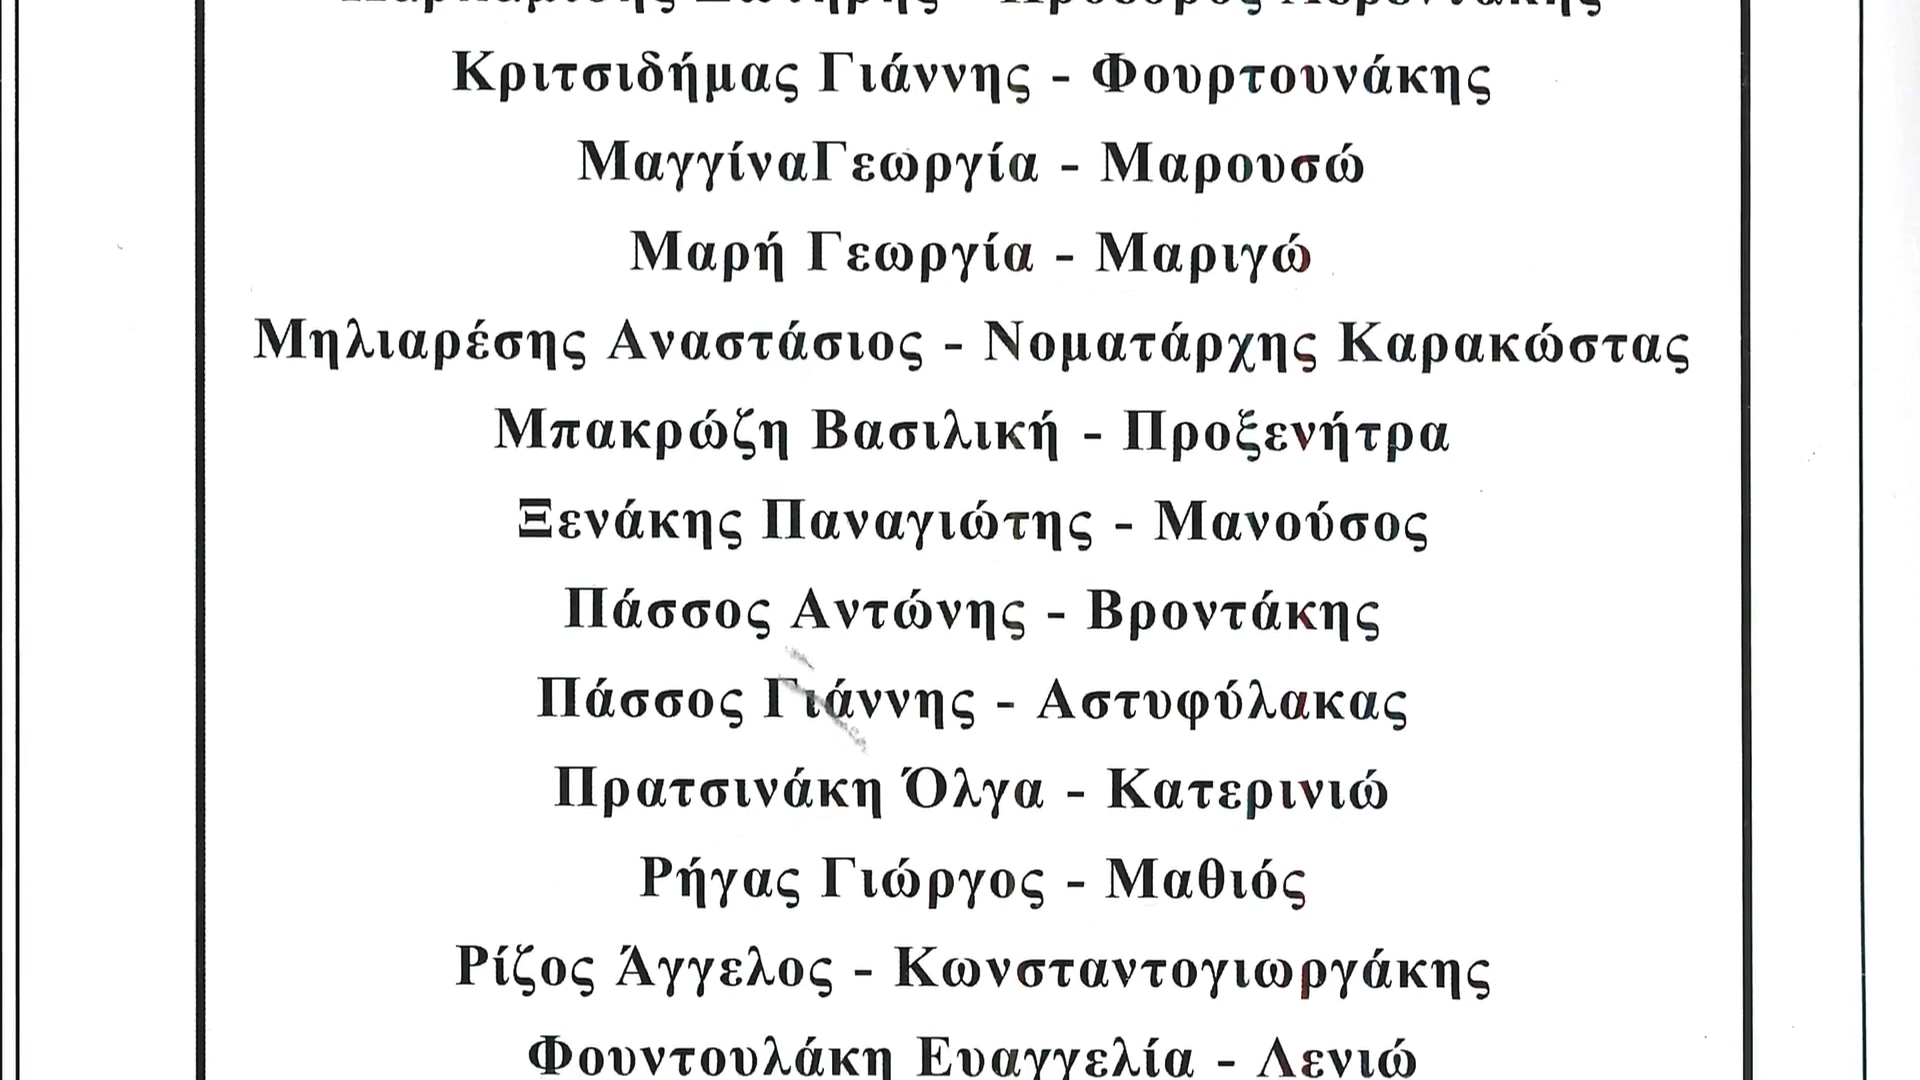 Κριτσιδήμας Γιάννης - Φουρτουνάκης
ΜαγγίναΓεωργία - Μαρουσώ
Μαρή Γεωργία - Μαριγώ
Μηλιαρέσης Αναστάσιος - Νοματάρχης Καρακώστας
Μπακρώζη Βασιλική - Προξενήτρα
Ξενάκης Παναγιώτης - Μανούσος
Πάσσος Αντώνης - Βροντάκης
Πάσσος Γιάννης - Αστυφύλακας
Πρατσινάκη Όλγα - Κατερινιώ
Ρήγας Γιώργος - Μαθιός
Ρίζος Άγγελος - Κωνσταντογιωργάκης
Φουντουλάκη Ευαγγελία - Λενιώ